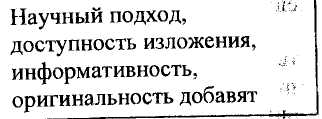 Научный подход,
доступность изложения,
информативность,
оригинальность добавят